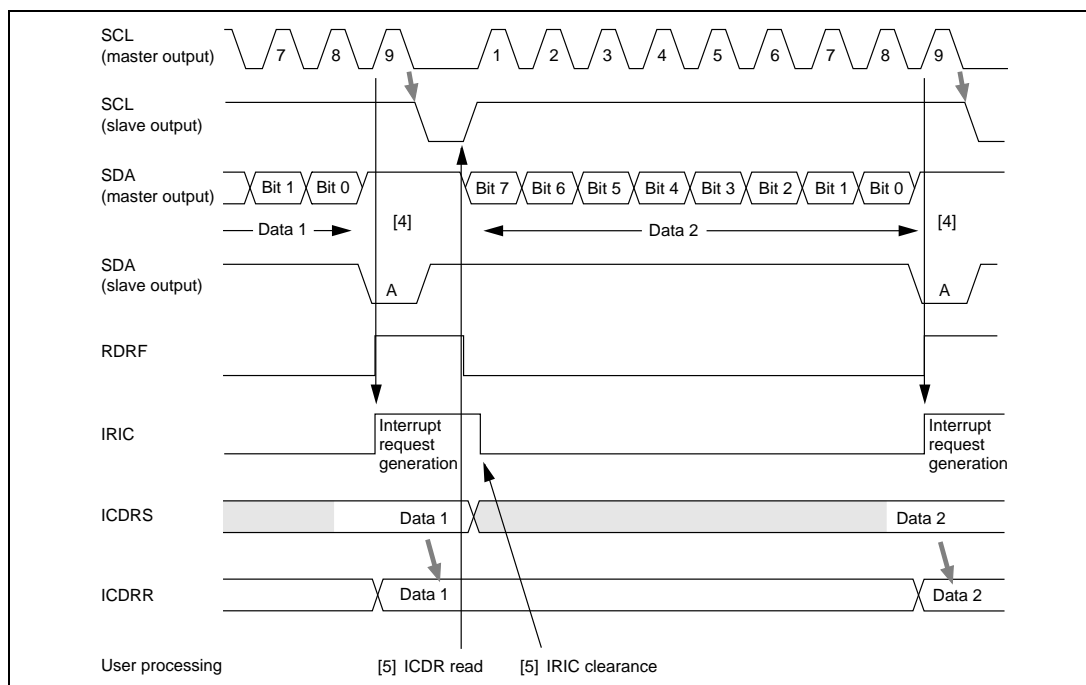 SCL
(master output)
7 8 9 1 2 3 4 5 6 7 8 9
SCL
(slave output)
SDA
(master output)
Bit 1 Bit 0 Bit 7 Bit 6 Bit 5 Bit 4 Bit 3 Bit 2 Bit 1 Bit 0
Data 1 [4] Data 2 [4]
SDA
(slave output)
A A
RDRF
IRIC
Interrupt
request
generation
Interrupt
request
generation
ICDRS
Data 1 Data 2
ICDRR
Data 1 Data 2
User processing
[5] ICDR read [5] IRIC clearance